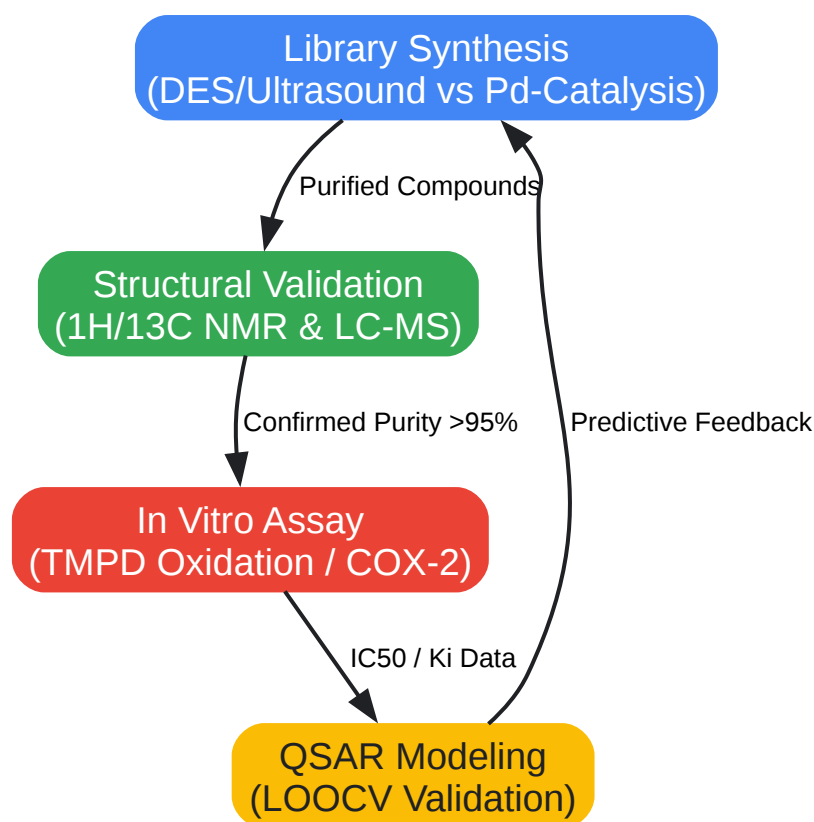 Library Synthesis
(DES/Ultrasound vs Pd-Catalysis)
Purified Compounds
Structural Validation
(1H/13C NMR & LC-MS)
Confirmed Purity >95%
Predictive Feedback
In Vitro Assay
(TMPD Oxidation / COX-2)
IC50 / Ki Data
QSAR Modeling
(LOOCV Validation)